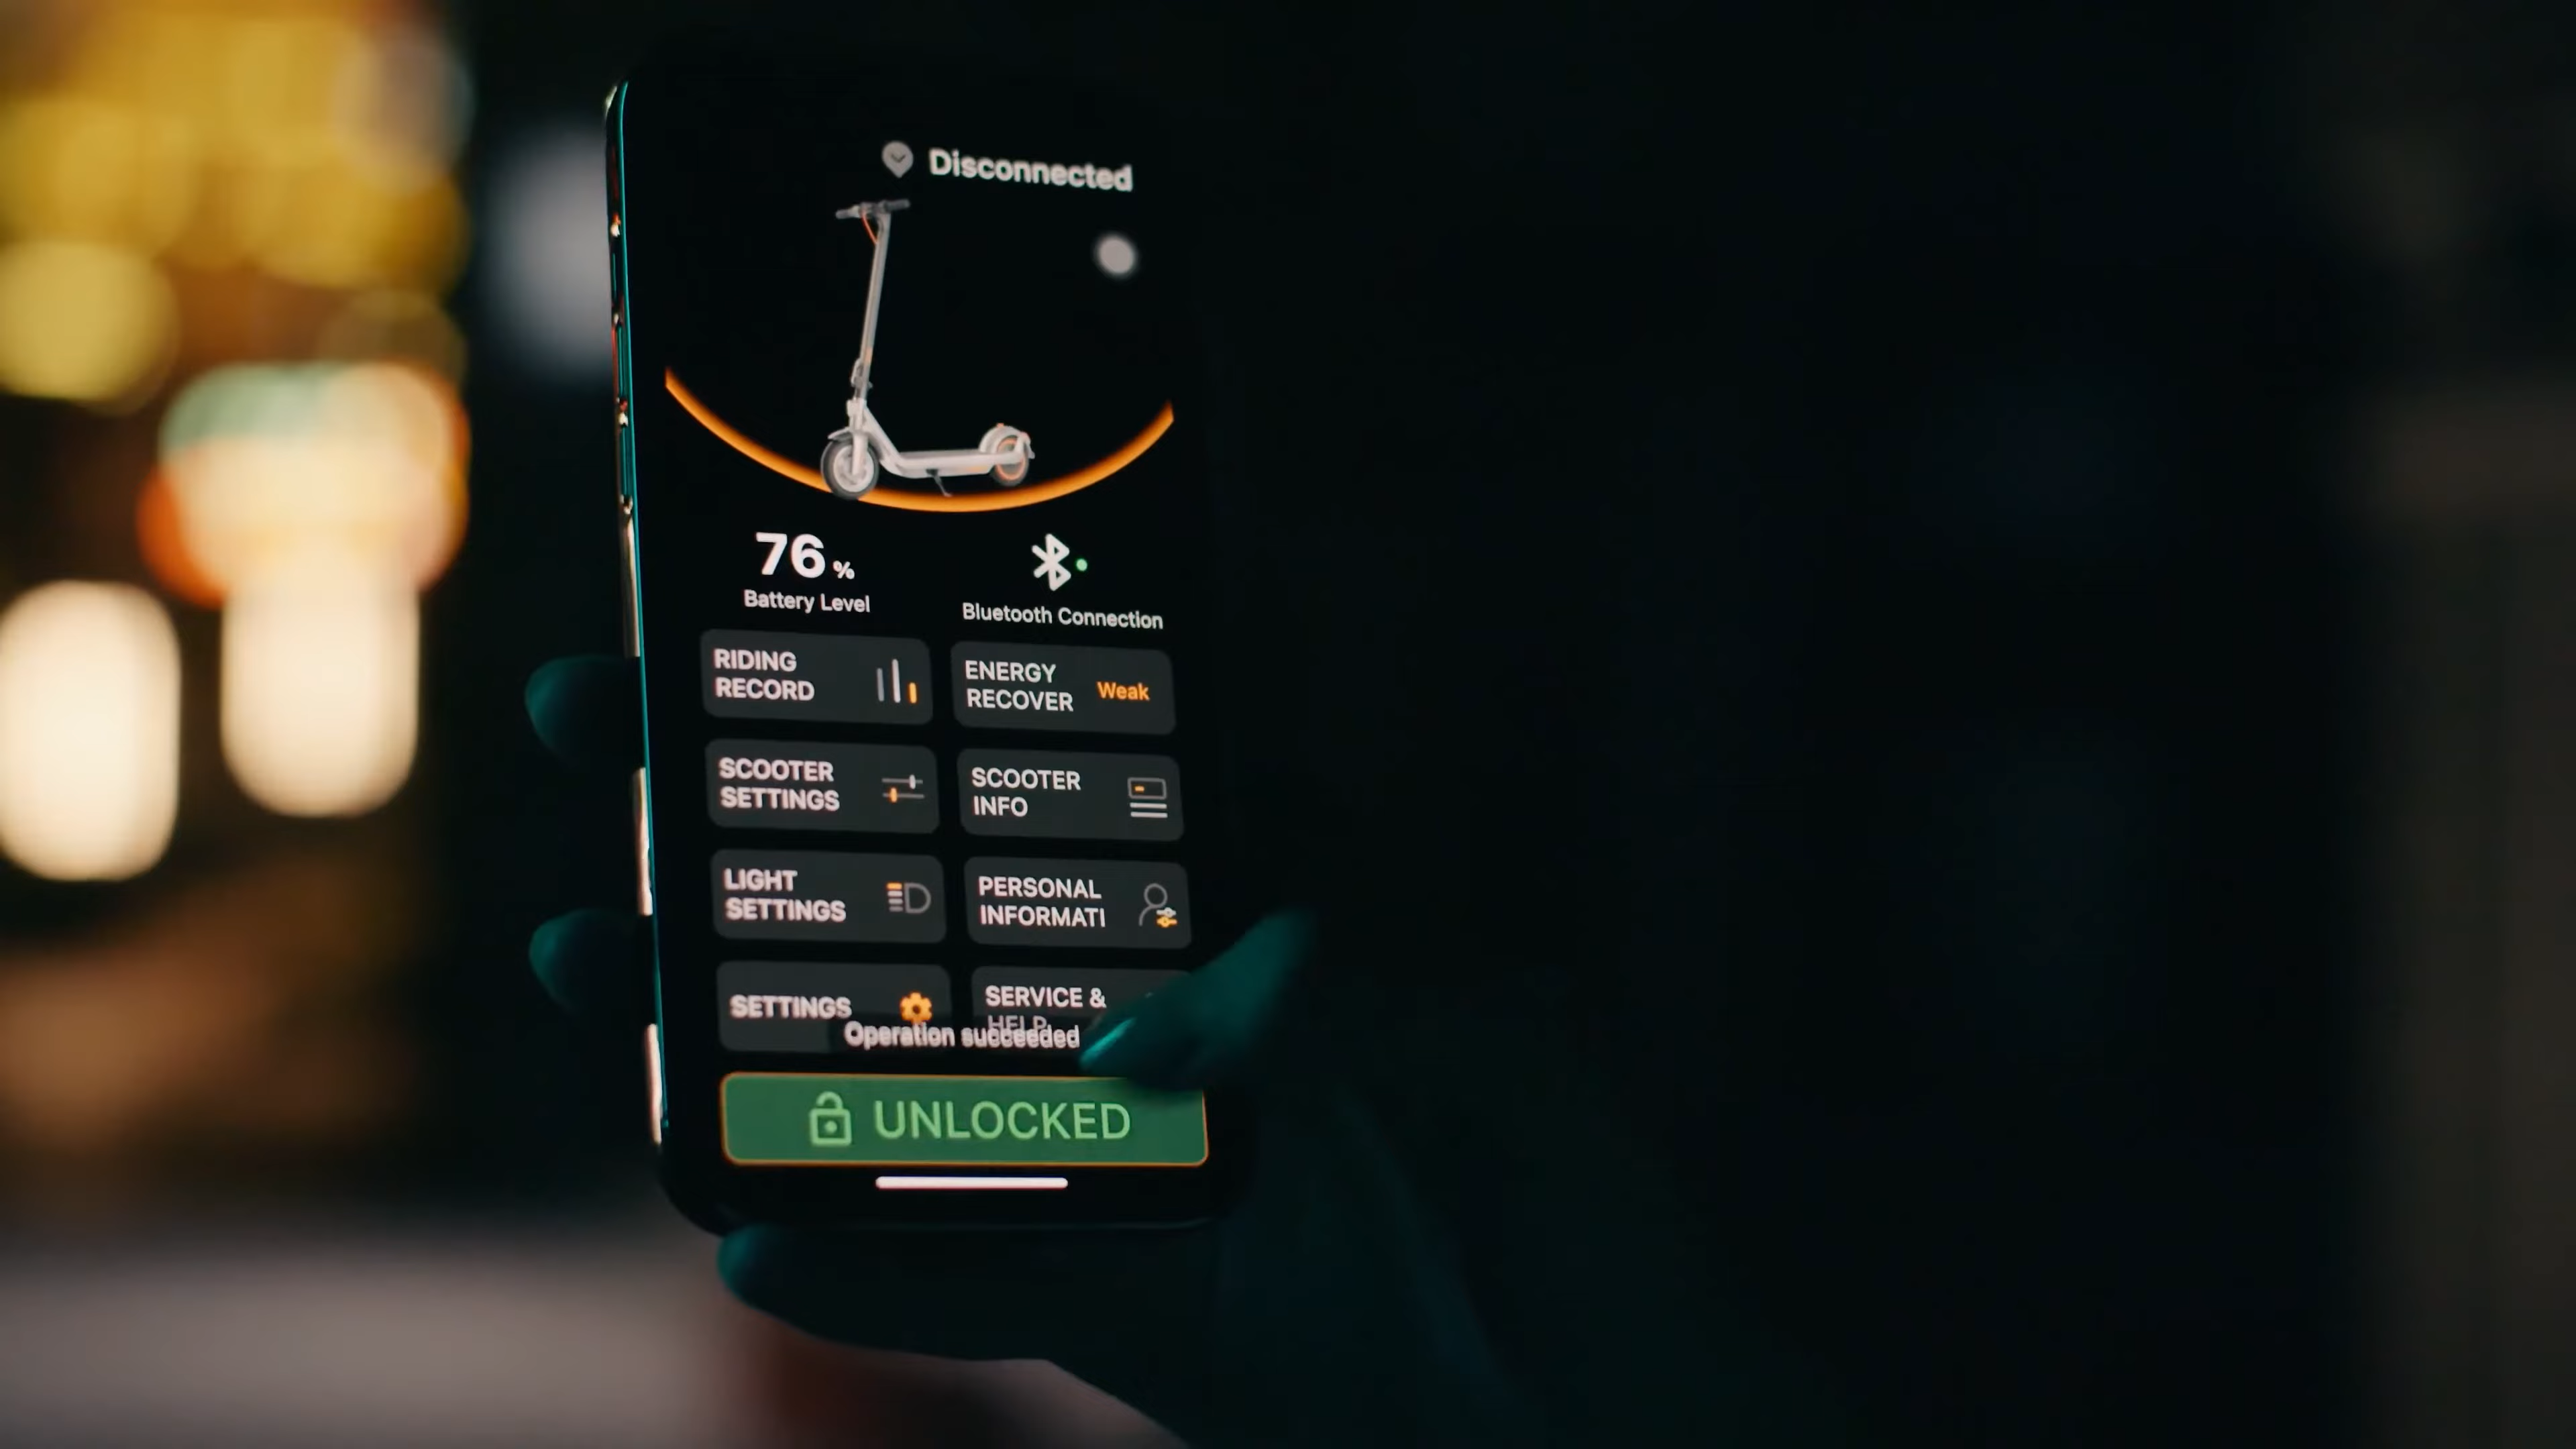 Disconnected
76 %
Battery Level
Bluetooth Connection
RIDING
RECORD
ENERGY
RECOVER
Weak
SCOOTER
SETTINGS
SCOOTER
INFO
LIGHT
SETTINGS
PERSONAL
INFORMATI
SETTINGS
SERVICE &
HELP
Operation succeeded
UNLOCKED